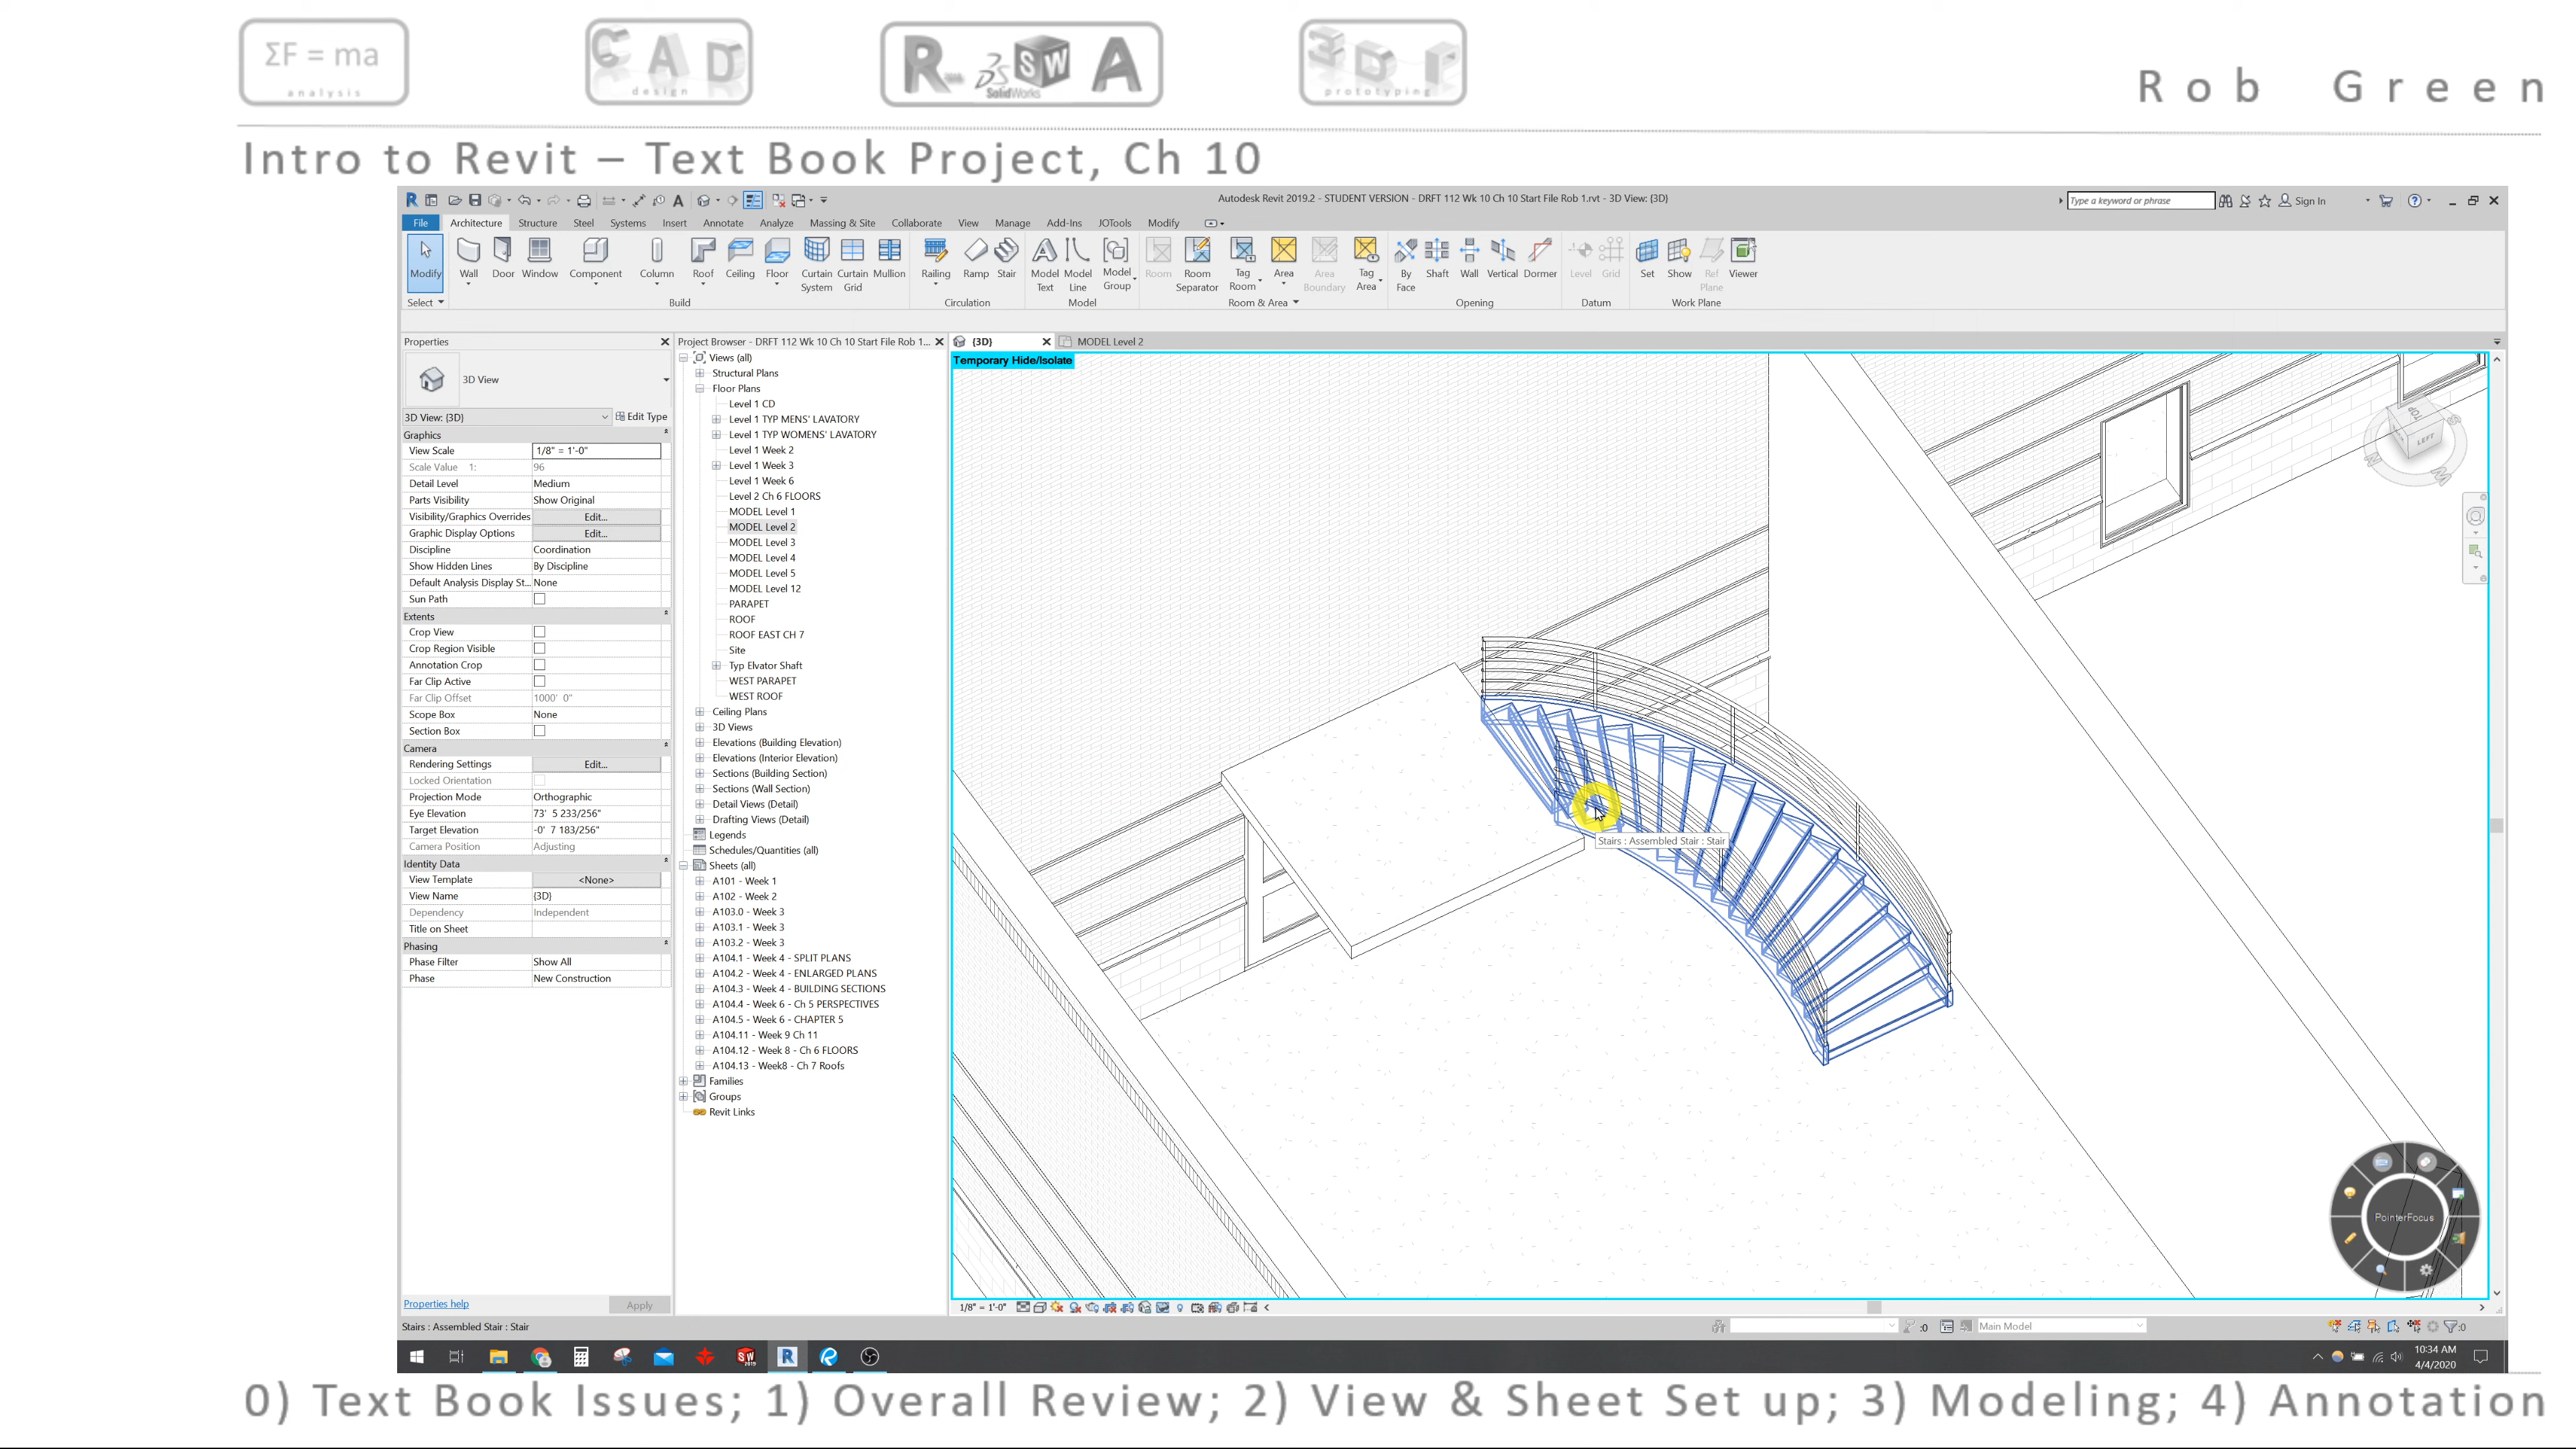 ΣF = ma
analysis
CAD
design
R SW A
SolidWorks
3DP
prototyping
Rob Green
Intro to Revit – Text Book Project, Ch 10
Autodesk Revit 2019.2 - STUDENT VERSION - DRFT 112 Wk 10 Ch 10 Start File Rob 1.rvt - 3D View: {3D}
Type a keyword or phrase
Sign In
File Architecture Structure Steel Systems Insert Annotate Analyze Massing & Site Collaborate View Manage Add-Ins JOTools Modify
Modify Wall Door Window Component Column Roof Ceiling Floor Curtain System Curtain Grid Mullion Railing Ramp Stair Model Text Model Line Model Group Room Room Separator Tag Room Area Area Boundary Tag Area By Face Shaft Wall Vertical Dormer Level Grid Set Show Ref Plane Viewer
Select Build Circulation Model Room & Area Opening Datum Work Plane
Properties
3D View
3D View: {3D} Edit Type
Graphics
View Scale 1/8" = 1'-0"
Scale Value 1: 96
Detail Level Medium
Parts Visibility Show Original
Visibility/Graphics Overrides Edit...
Graphic Display Options Edit...
Discipline Coordination
Show Hidden Lines By Discipline
Default Analysis Display St... None
Sun Path
Extents
Crop View
Crop Region Visible
Annotation Crop
Far Clip Active
Far Clip Offset 1000' 0"
Scope Box None
Section Box
Camera
Rendering Settings Edit...
Locked Orientation
Projection Mode Orthographic
Eye Elevation 73' 5 233/256"
Target Elevation -0' 7 183/256"
Camera Position Adjusting
Identity Data
View Template <None>
View Name {3D}
Dependency Independent
Title on Sheet
Phasing
Phase Filter Show All
Phase New Construction
Properties help
Apply
Project Browser - DRFT 112 Wk 10 Ch 10 Start File Rob 1...
Views (all)
Structural Plans
Floor Plans
Level 1 CD
Level 1 TYP MENS' LAVATORY
Level 1 TYP WOMENS' LAVATORY
Level 1 Week 2
Level 1 Week 3
Level 1 Week 6
Level 2 Ch 6 FLOORS
MODEL Level 1
MODEL Level 2
MODEL Level 3
MODEL Level 4
MODEL Level 5
MODEL Level 12
PARAPET
ROOF
ROOF EAST CH 7
Site
Typ Elvator Shaft
WEST PARAPET
WEST ROOF
Ceiling Plans
3D Views
Elevations (Building Elevation)
Elevations (Interior Elevation)
Sections (Building Section)
Sections (Wall Section)
Detail Views (Detail)
Drafting Views (Detail)
Legends
Schedules/Quantities (all)
Sheets (all)
A101 - Week 1
A102 - Week 2
A103.0 - Week 3
A103.1 - Week 3
A103.2 - Week 3
A104.1 - Week 4 - SPLIT PLANS
A104.2 - Week 4 - ENLARGED PLANS
A104.3 - Week 4 - BUILDING SECTIONS
A104.4 - Week 6 - Ch 5 PERSPECTIVES
A104.5 - Week 6 - CHAPTER 5
A104.11 - Week 9 Ch 11
A104.12 - Week 8 - Ch 6 FLOORS
A104.13 - Week8 - Ch 7 Roofs
Families
Groups
Revit Links
{3D}
MODEL Level 2
Temporary Hide/Isolate
TOP
LEFT
Stairs : Assembled Stair : Stair
PointerFocus
1/8" = 1'-0"
Stairs : Assembled Stair : Stair
:0
Main Model
:0
10:34 AM
4/4/2020
0) Text Book Issues; 1) Overall Review; 2) View & Sheet Set up; 3) Modeling; 4) Annotation